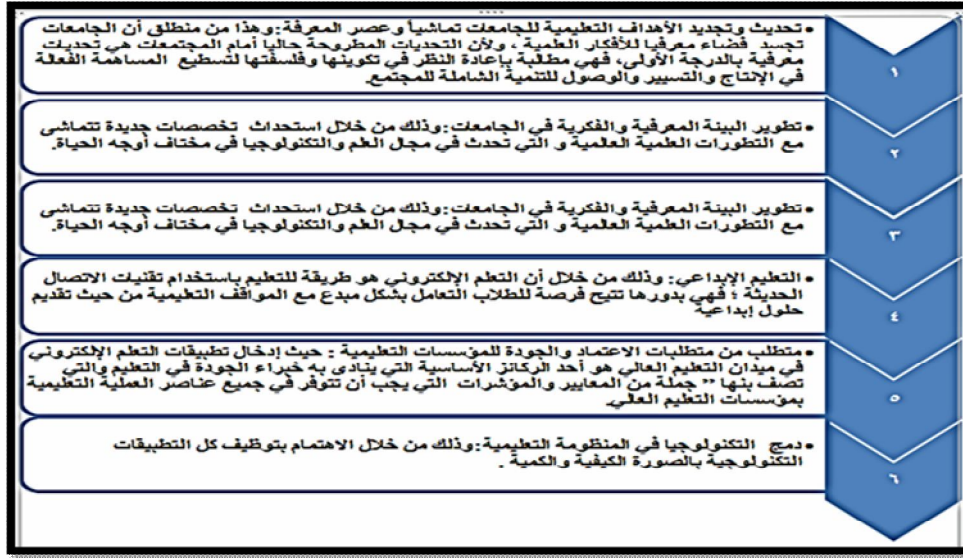 • تحديث وتجديد الأهداف التعليمية للجامعات تماشياً وعصر المعرفة:وهذا من منطلق أن الجامعات
تجسد فضاء معرفيا للأفكار العلمية ، ولأن التحديات المطروحة حاليا أمام المجتمعات هي تحديات
معرفية بالدرجة الأولى، فهي مطالبة بإعادة النظر في تكوينها وفلسفتها لتسطيع المساهمة الفعالة
في الإنتاج والتسيير والوصول للتنمية الشاملة للمجتمع.
١
• تطوير البينة المعرفية والفكرية في الجامعات:وذلك من خلال استحداث تخصصات جديدة تتماشى
مع التطورات العلمية العالمية و التي تحدث في مجال العلم والتكنولوجيا في مختاف أوجه الحياة.
٢
• تطوير البينة المعرفية والفكرية في الجامعات:وذلك من خلال استحداث تخصصات جديدة تتماشى
مع التطورات العلمية العالمية و التي تحدث في مجال العلم والتكنولوجيا في مختاف أوجه الحياة.
٣
• التعليم الإبداعي: وذلك من خلال أن التعلم الإلكتروني هو طريقة للتعليم باستخدام تقنيات الاتصال
الحديثة ؛ فهي بدورها تتيح فرصة للطلاب التعامل بشكل مبدع مع المواقف التعليمية من حيث تقديم
حلول إبداعية
٤
• متطلب من متطلبات الاعتماد والجودة للمؤسسات التعليمية : حيث إدخال تطبيقات التعلم الإلكتروني
في ميدان التعليم العالي هو أحد الركائز الأساسية التي ينادى به خبراء الجودة في التعليم والتي
تصف بنها " جملة من المعايير والمؤشرات التي يجب أن تتوفر في جميع عناصر العملية التعليمية
بمؤسسات التعليم العالي.
٥
• دمج التكنولوجيا في المنظومة التعليمية:وذلك من خلال الاهتمام بتوظيف كل التطبيقات
التكنولوجية بالصورة الكيفية والكمية .
٦